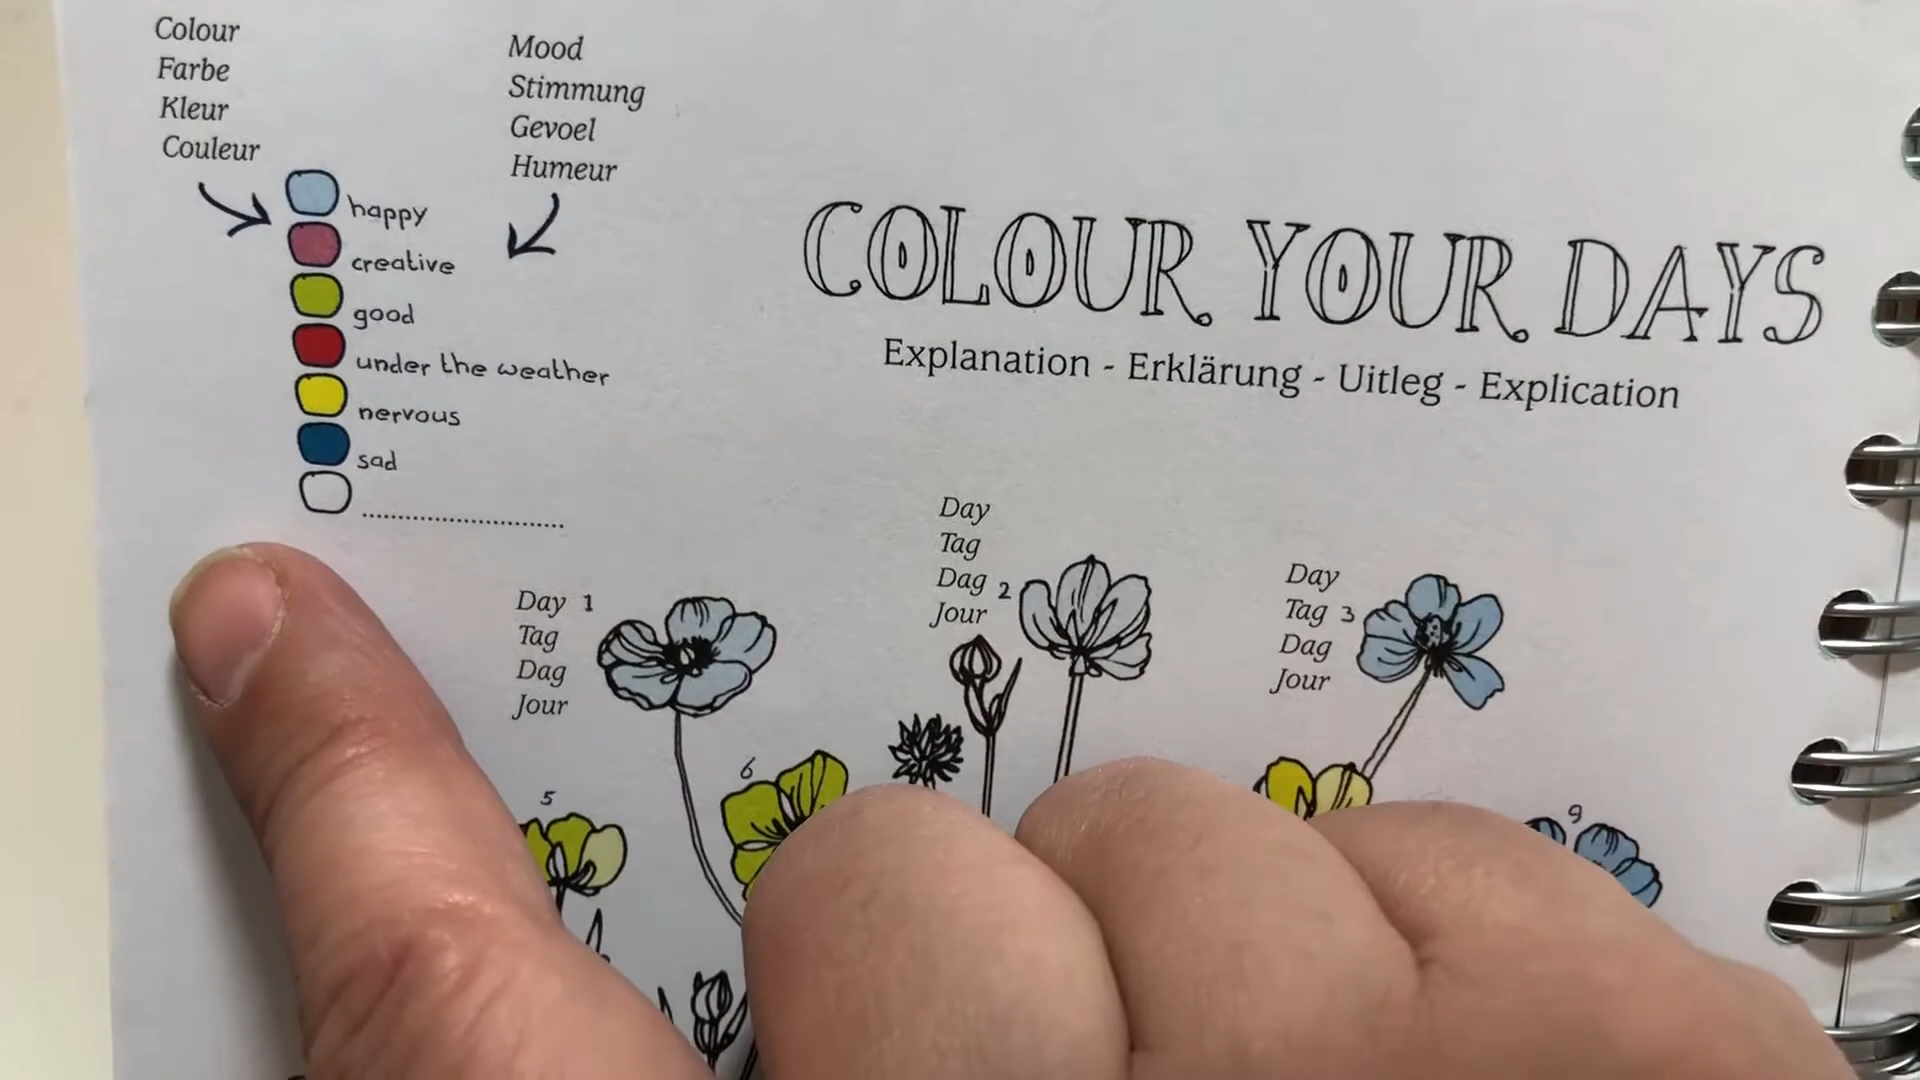 Colour
Farbe
Kleur
Couleur
Mood
Stimmung
Gevoel
Humeur
happy
creative
good
under the weather
nervous
sad
COLOUR YOUR DAYS
Explanation - Erklärung - Uitleg - Explication
Day 1
Tag
Dag
Jour
Day
Tag
Dag 2
Jour
Day
Tag 3
Dag
Jour
5
6
9